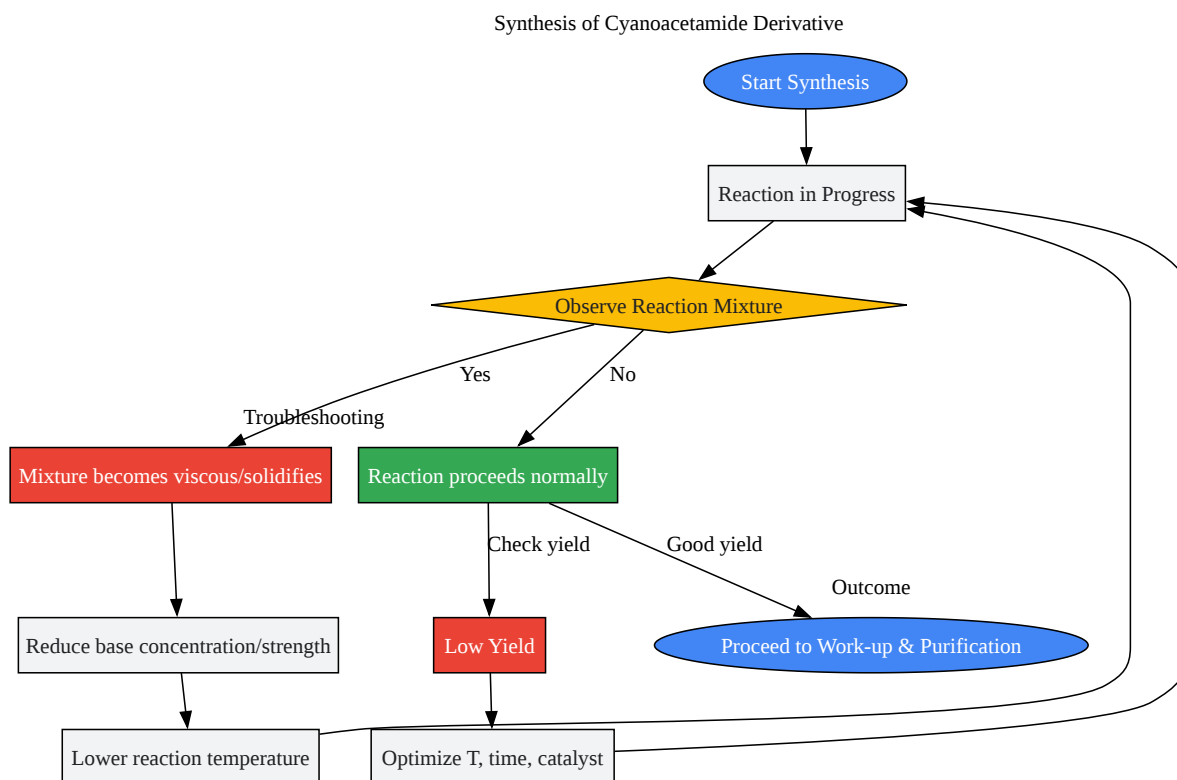 Synthesis of Cyanoacetamide Derivative
Start Synthesis
Reaction in Progress
Observe Reaction Mixture
Yes
No
Troubleshooting
Mixture becomes viscous/solidifies
Reaction proceeds normally
Check yield
Good yield
Outcome
Reduce base concentration/strength
Low Yield
Proceed to Work-up & Purification
Lower reaction temperature
Optimize T, time, catalyst